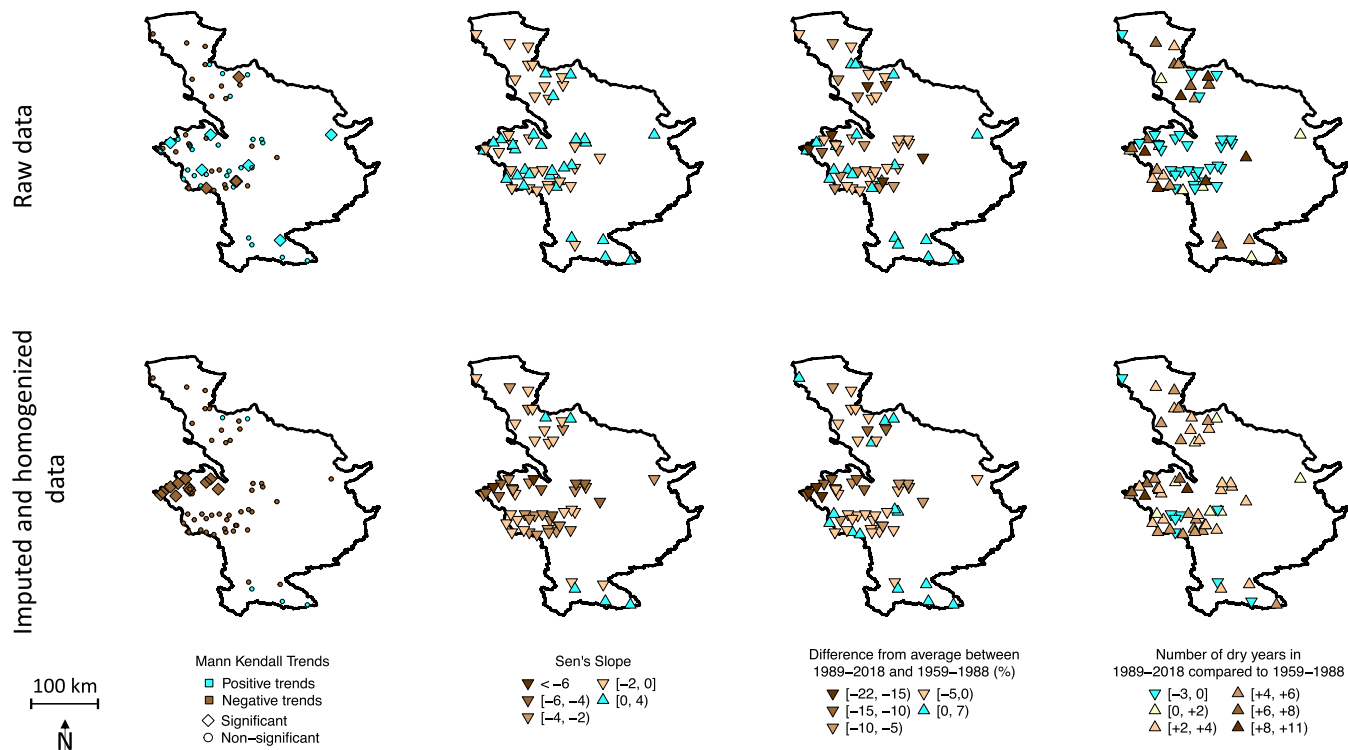 Raw data
Imputed and homogenized
data
100 km
N
Mann Kendall Trends
Positive trends
Negative trends
Significant
Non−significant
Sen's Slope
< −6
[−6, −4)
[−4, −2)
[−2, 0]
[0, 4)
Difference from average between
1989−2018 and 1959−1988 (%)
[−22, −15)
[−15, −10)
[−10, −5)
[−5,0)
[0, 7)
Number of dry years in
1989−2018 compared to 1959−1988
[−3, 0]
[0, +2)
[+2, +4)
[+4, +6)
[+6, +8)
[+8, +11)